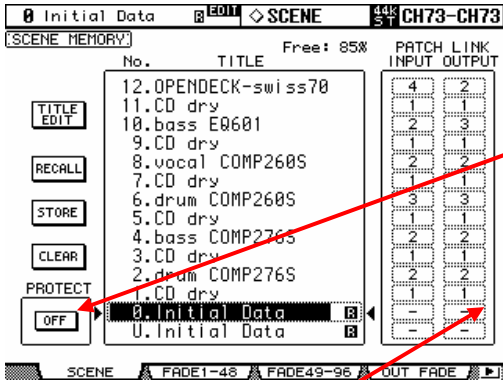 0 Initial Data R EDIT ◇SCENE 44k ST CH73-CH73
SCENE MEMORY Free: 85% PATCH LINK
No. TITLE INPUT OUTPUT
12.OPENDECK-swiss70 4 2
11.CD dry 1 1
10.bass EQ601 2 3
9.CD dry 1 1
8.vocal COMP260S 2 2
7.CD dry 1 1
6.drum COMP260S 3 3
5.CD dry 1 1
4.bass COMP276S 2 2
3.CD dry 1 1
2.drum COMP276S 2 2
1.CD dry 1 1
0.Initial Data R - -
U.Initial Data R - -
TITLE EDIT
RECALL
STORE
CLEAR
PROTECT
OFF
SCENE FADE1-48 FADE49-96 OUT FADE